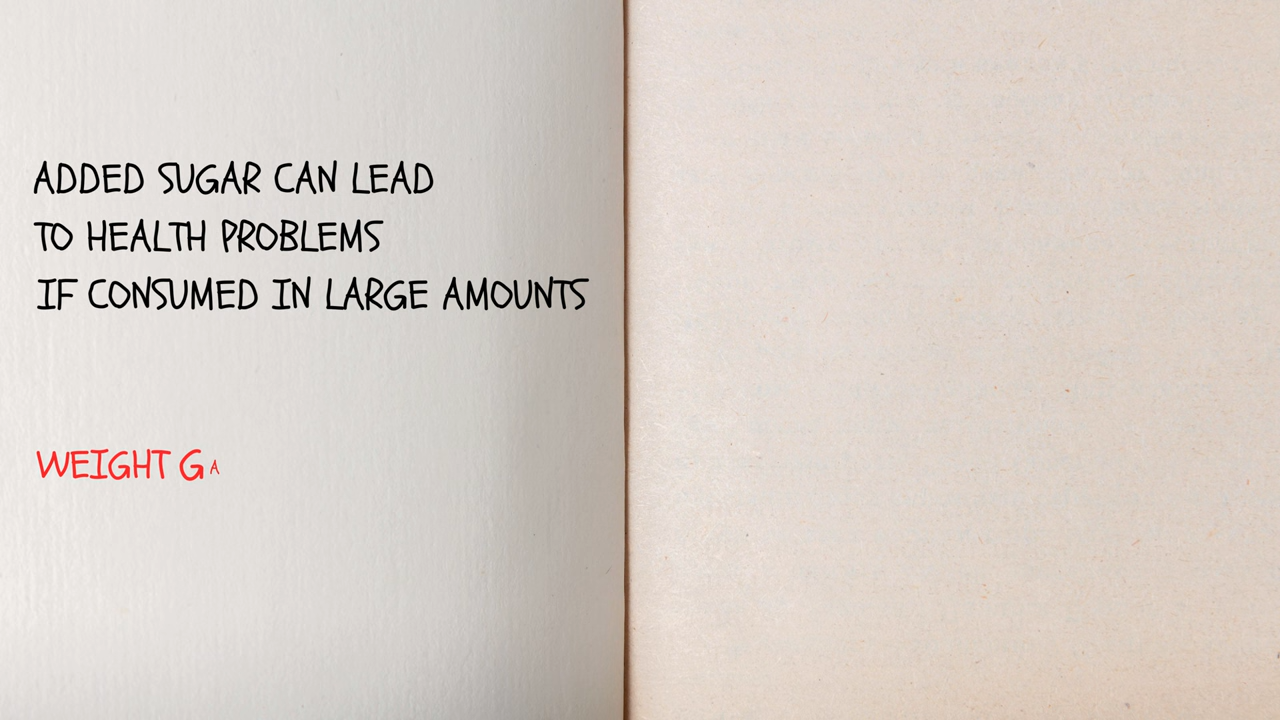 ADDED SUGAR CAN LEAD
TO HEALTH PROBLEMS
IF CONSUMED IN LARGE AMOUNTS
WEIGHT GA